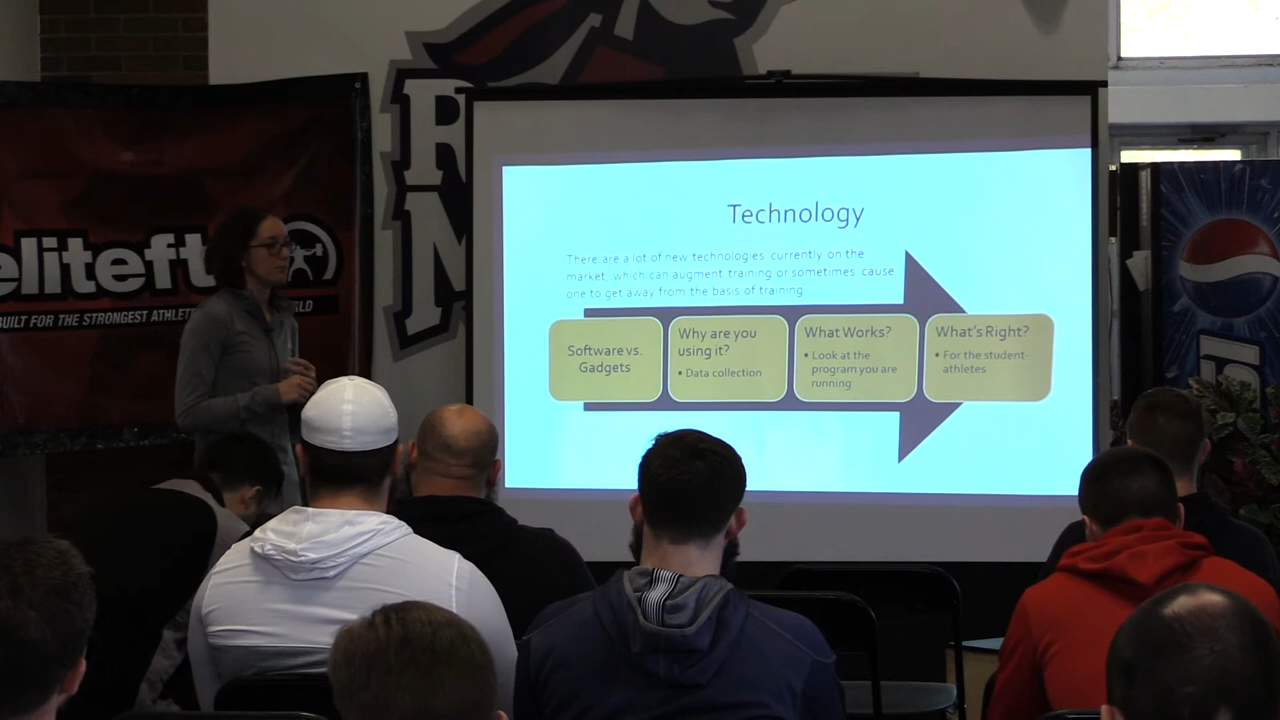 R
M
eliteft
BUILT FOR THE STRONGEST ATHLETE
Technology
There are a lot of new technologies currently on the
market, which can augment training or sometimes cause
one to get away from the basis of training
Software vs.
Gadgets
Why are you
using it?
• Data collection
What Works?
• Look at the
program you are
running
What's Right?
• For the student-
athletes